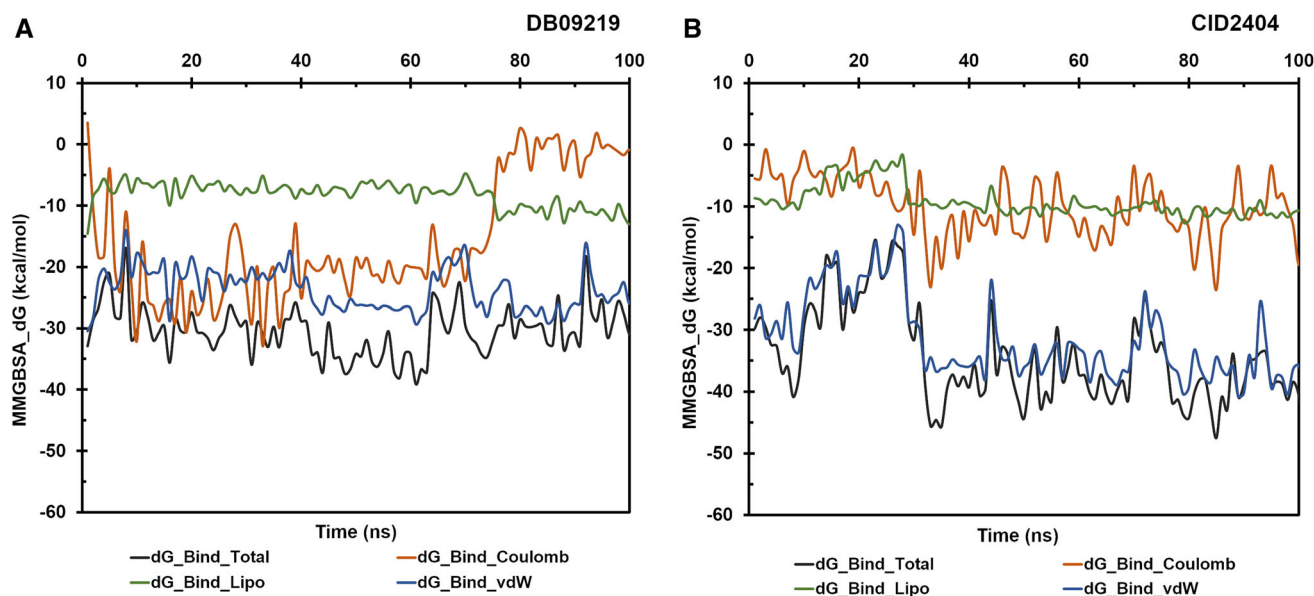 A
DB09219
0 20 40 60 80 100
10
0
-10
-20
-30
-40
-50
-60
MMGBSA_dG (kcal/mol)
Time (ns)
dG_Bind_Total dG_Bind_Coulomb
dG_Bind_Lipo dG_Bind_vdW
B
CID2404
0 20 40 60 80 100
10
0
-10
-20
-30
-40
-50
-60
MMGBSA_dG (kcal/mol)
Time (ns)
dG_Bind_Total dG_Bind_Coulomb
dG_Bind_Lipo dG_Bind_vdW